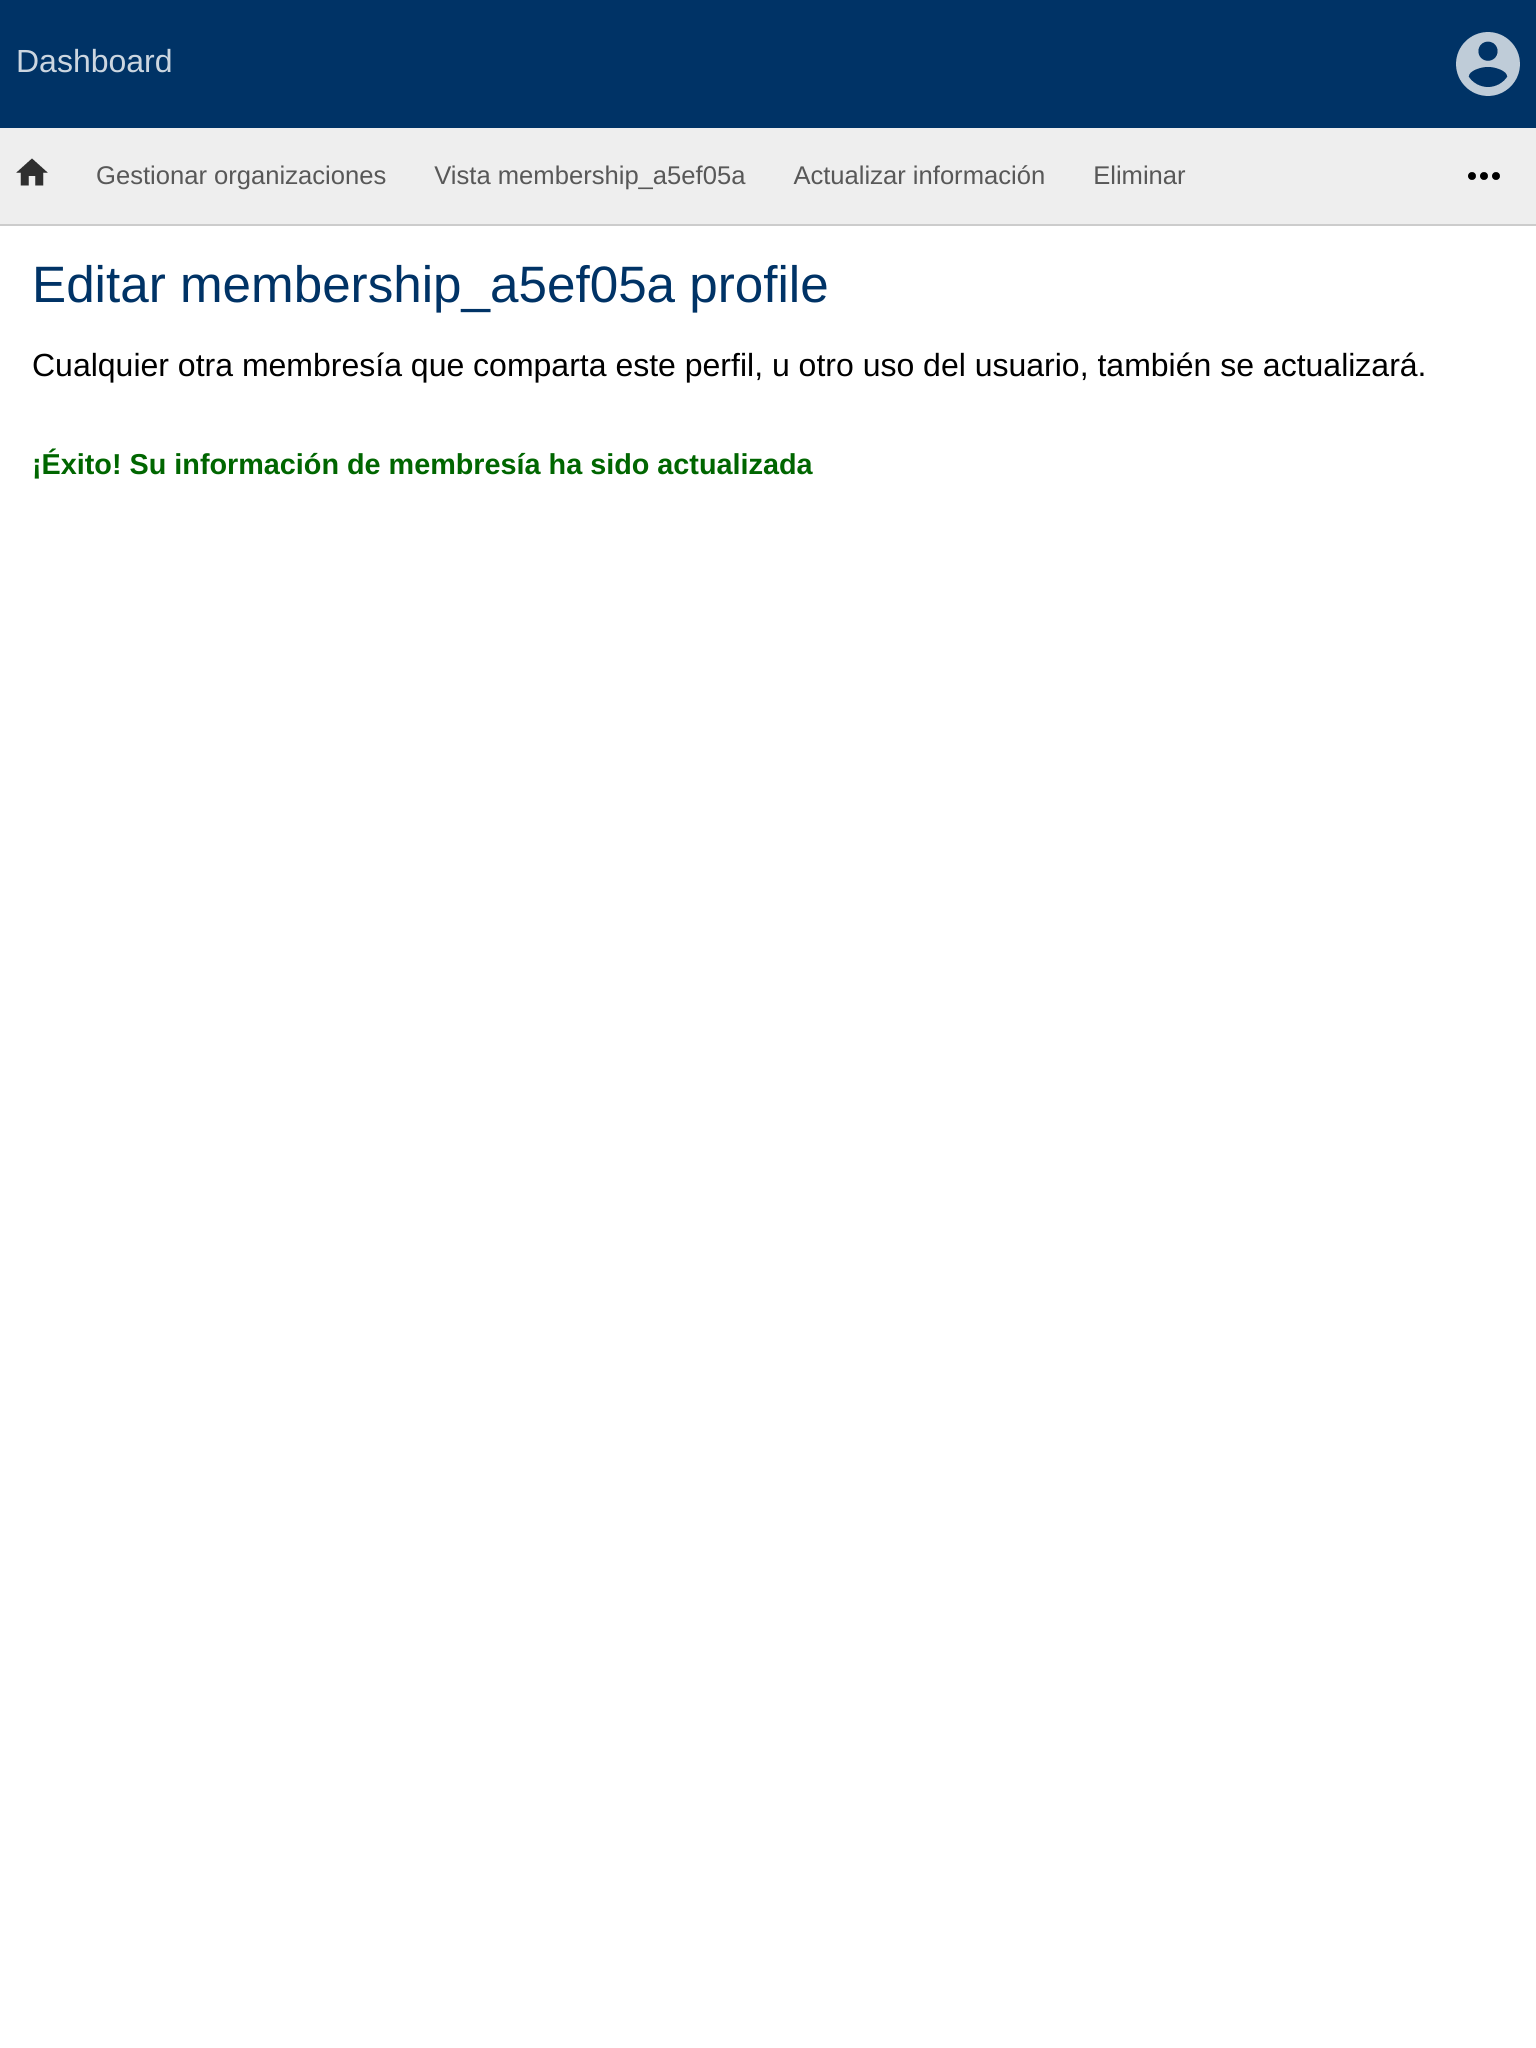 Dashboard
Gestionar organizaciones Vista membership_a5ef05a Actualizar información Eliminar
Editar membership_a5ef05a profile
Cualquier otra membresía que comparta este perfil, u otro uso del usuario, también se actualizará.
¡Éxito! Su información de membresía ha sido actualizada